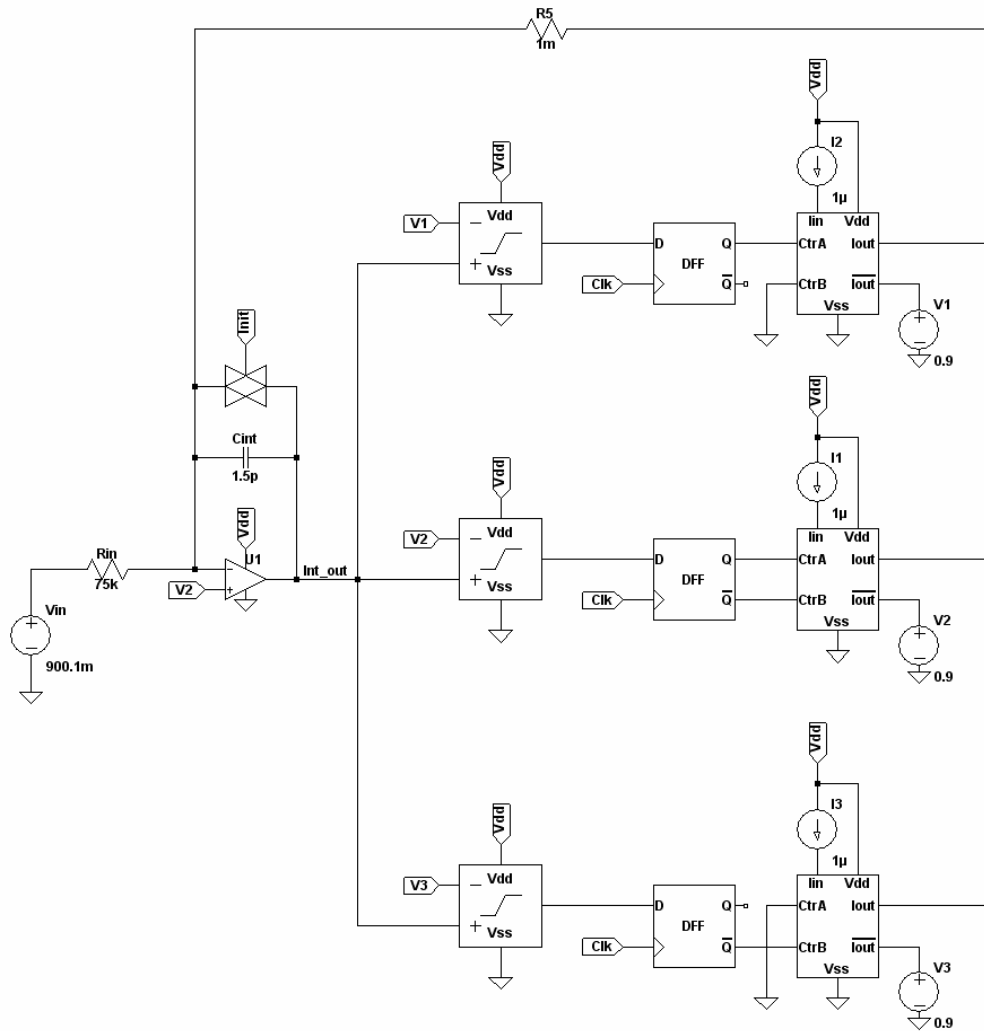 R5
1m
Vdd
I2
1µ
Vdd
Iin Vdd
V1
Vdd
Vss
D Q
DFF
Q
Clk
CtrA Iout
CtrB Iout
Vss
V1
0.9
Init
Cint
1.5p
Vdd
I1
1µ
Vdd
Iin Vdd
V2
Vdd
Vss
D Q
DFF
Q
Clk
CtrA Iout
CtrB Iout
Vss
V2
0.9
Rin
75k
Vdd
U1
V2
Int_out
Vin
900.1m
Vdd
I3
1µ
Vdd
Iin Vdd
V3
Vdd
Vss
D Q
DFF
Q
Clk
CtrA Iout
CtrB Iout
Vss
V3
0.9